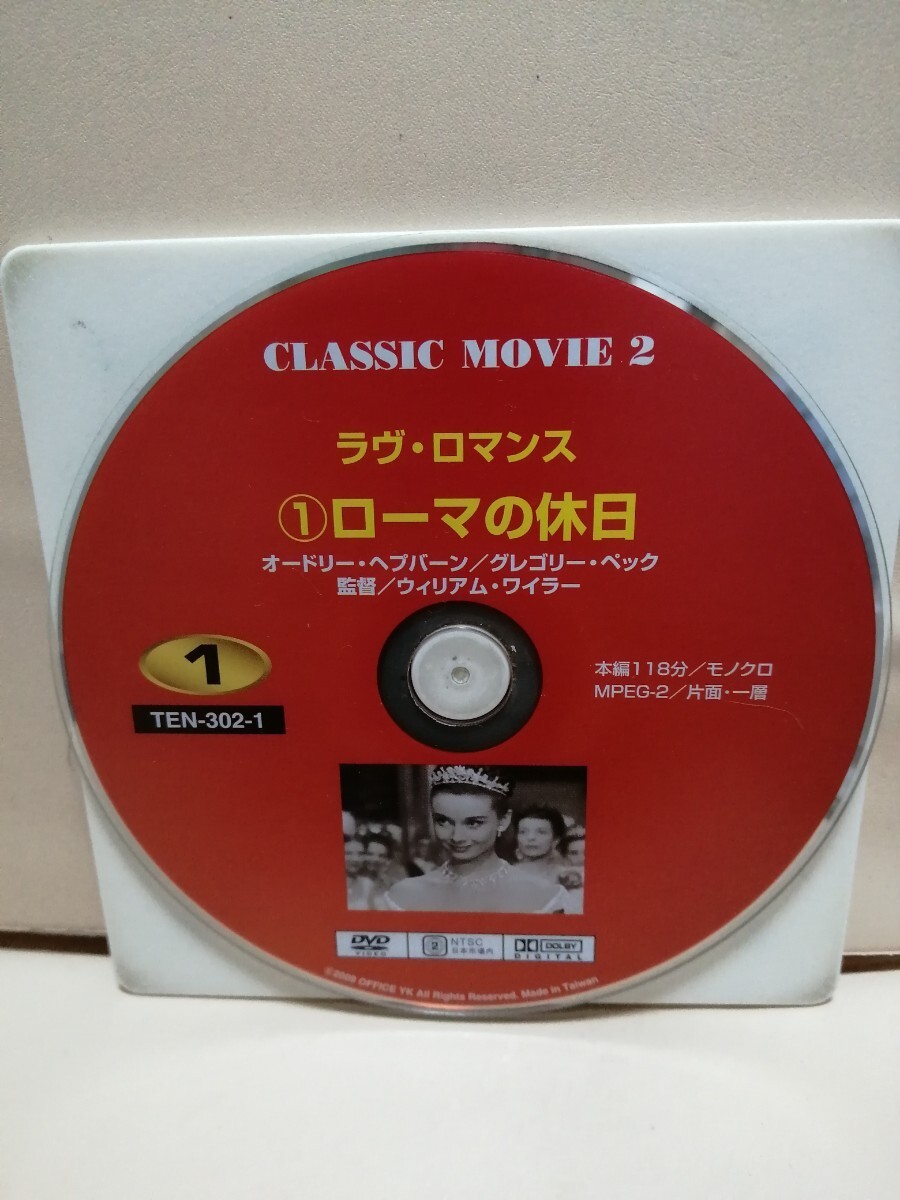 CLASSIC MOVIE 2
ラヴ・ロマンス
①ローマの休日
オードリー・ヘプバーン／グレゴリー・ペック
監督／ウィリアム・ワイラー
1
TEN-302-1
本編118分／モノクロ
MPEG-2／片面・一層
DVD
VIDEO
2
NTSC
日本市場内
DOLBY
DIGITAL
©2009 OFFICE YK All Rights Reserved. Made in Taiwan